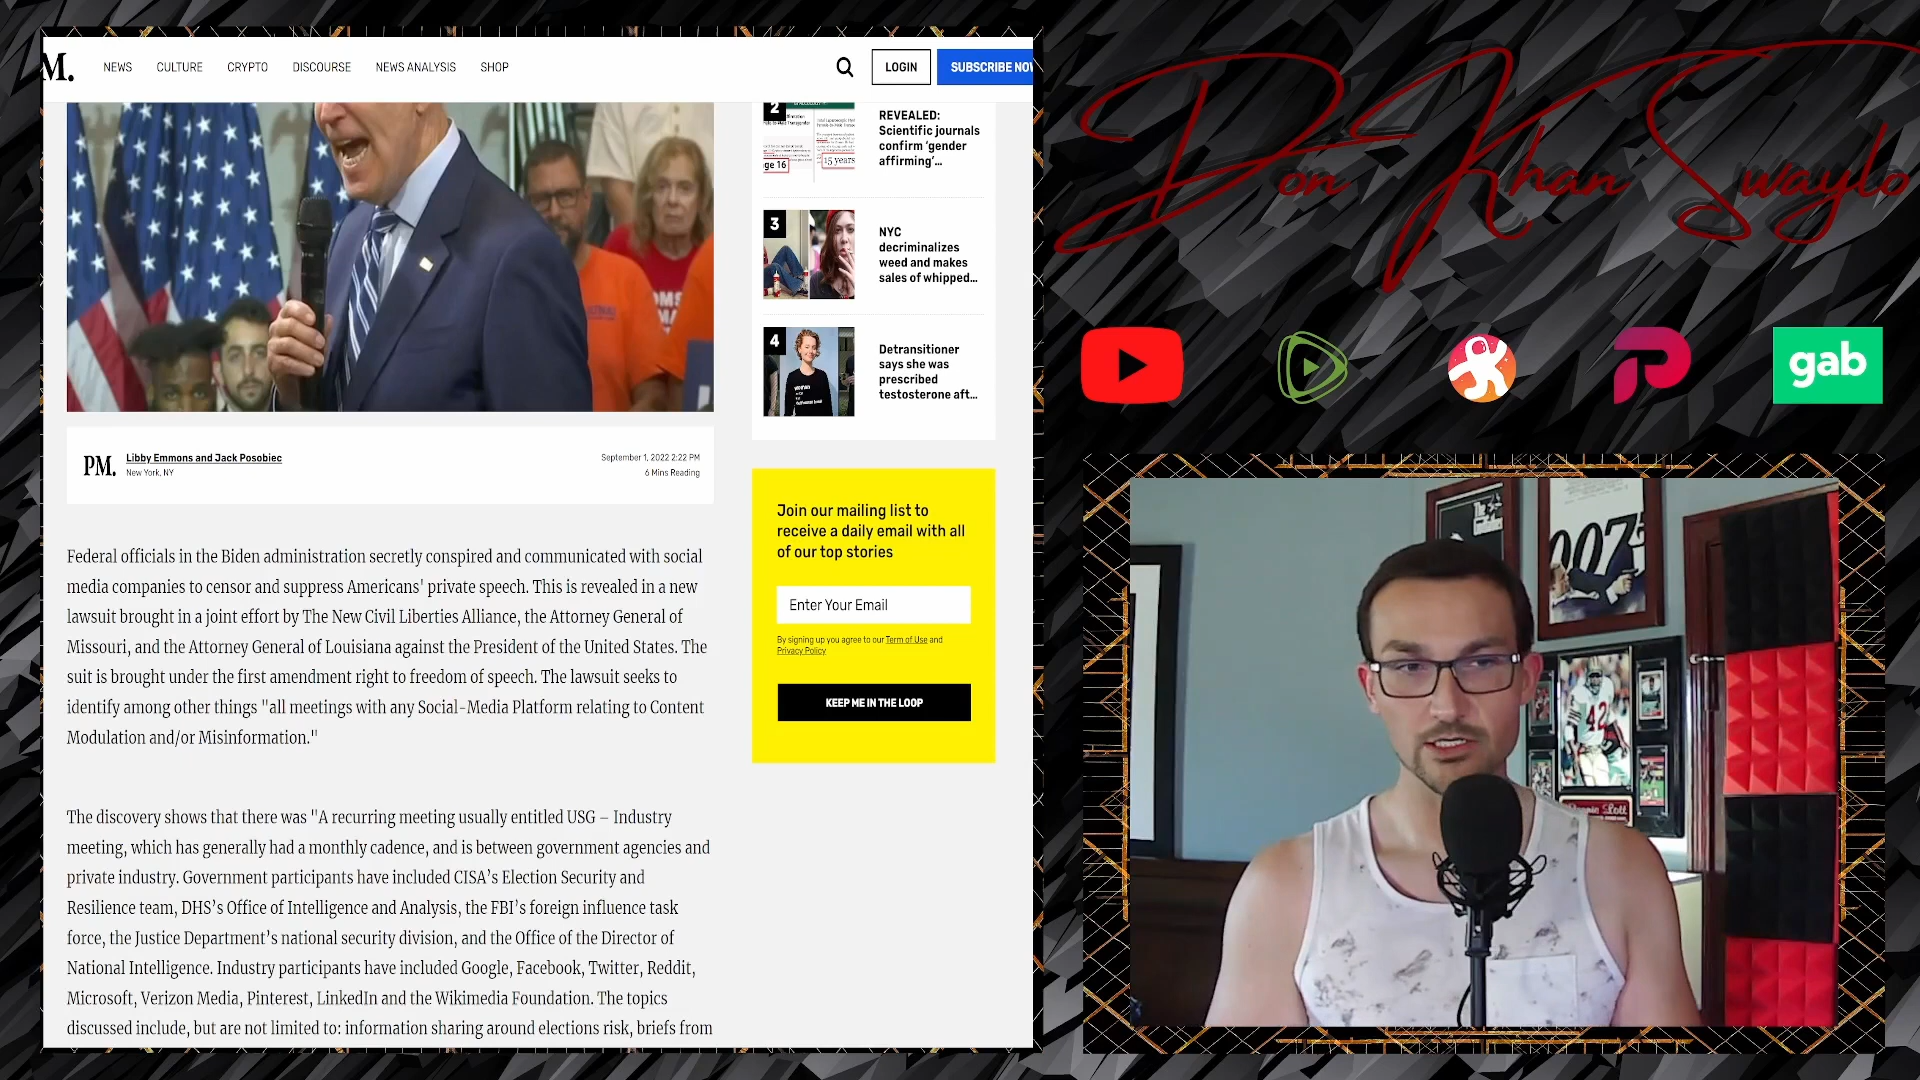 M.
NEWS
CULTURE
CRYPTO
DISCOURSE
NEWS ANALYSIS
SHOP
LOGIN
SUBSCRIBE NOW
2
ge 16
15 years
REVEALED:
Scientific journals
confirm ‘gender
affirming’...
3
NYC
decriminalizes
weed and makes
sales of whipped...
4
Detransitioner
says she was
prescribed
testosterone aft...
PM.
Libby Emmons and Jack Posobiec
New York, NY
September 1, 2022 2:22 PM
6 Mins Reading
Federal officials in the Biden administration secretly conspired and communicated with social
media companies to censor and suppress Americans' private speech. This is revealed in a new
lawsuit brought in a joint effort by The New Civil Liberties Alliance, the Attorney General of
Missouri, and the Attorney General of Louisiana against the President of the United States. The
suit is brought under the first amendment right to freedom of speech. The lawsuit seeks to
identify among other things "all meetings with any Social-Media Platform relating to Content
Modulation and/or Misinformation."
The discovery shows that there was "A recurring meeting usually entitled USG – Industry
meeting, which has generally had a monthly cadence, and is between government agencies and
private industry. Government participants have included CISA’s Election Security and
Resilience team, DHS’s Office of Intelligence and Analysis, the FBI’s foreign influence task
force, the Justice Department’s national security division, and the Office of the Director of
National Intelligence. Industry participants have included Google, Facebook, Twitter, Reddit,
Microsoft, Verizon Media, Pinterest, LinkedIn and the Wikimedia Foundation. The topics
discussed include, but are not limited to: information sharing around elections risk, briefs from
Join our mailing list to
receive a daily email with all
of our top stories
Enter Your Email
By signing up you agree to our Term of Use and
Privacy Policy
KEEP ME IN THE LOOP
Don Khan Swaylo
gab
007
42